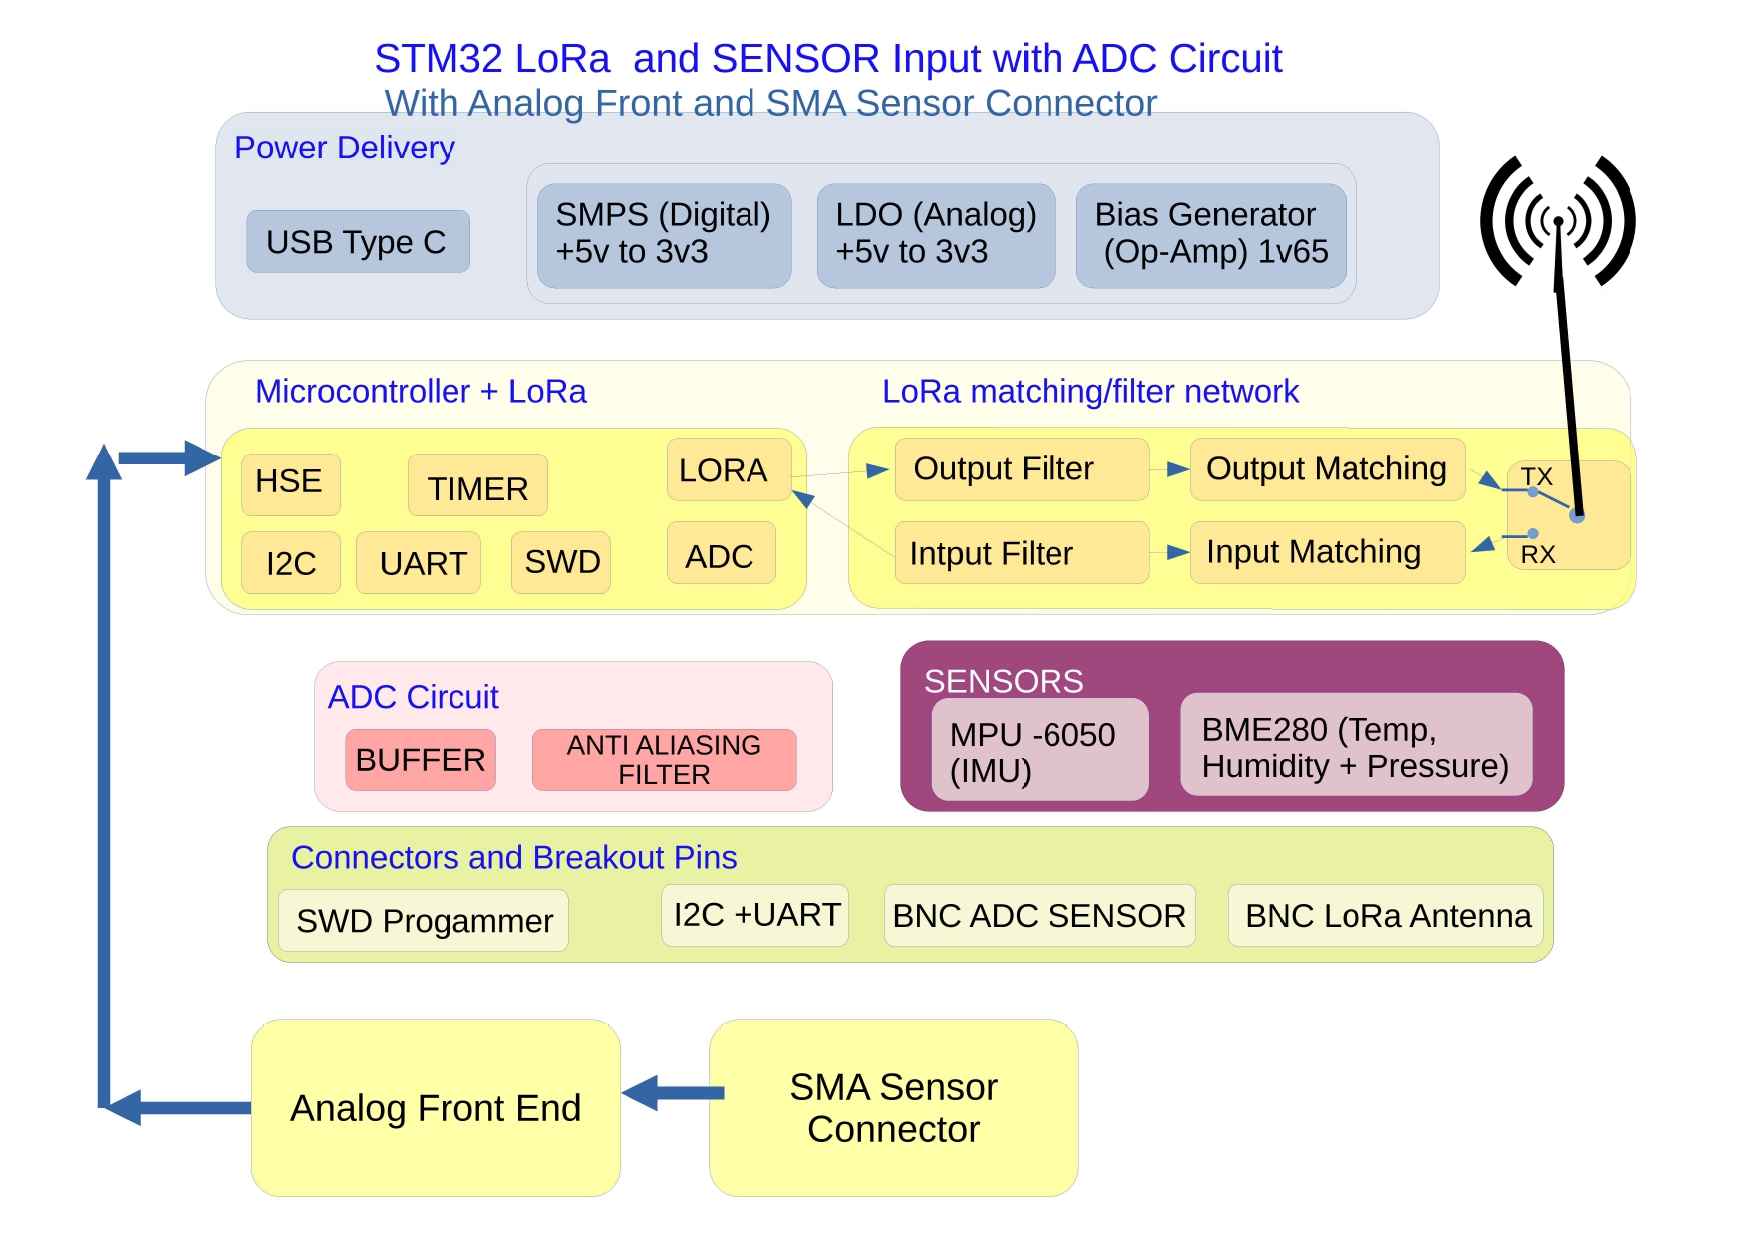 STM32 LoRa  and SENSOR Input with ADC Circuit
With Analog Front and SMA Sensor Connector
Power Delivery
USB Type C
SMPS (Digital)
+5v to 3v3
LDO (Analog)
+5v to 3v3
Bias Generator
(Op-Amp) 1v65
Microcontroller + LoRa
HSE
TIMER
LORA
I2C
UART
SWD
ADC
LoRa matching/filter network
Output Filter
Output Matching
TX
Intput Filter
Input Matching
RX
ADC Circuit
BUFFER
ANTI ALIASING
FILTER
SENSORS
MPU -6050
(IMU)
BME280 (Temp,
Humidity + Pressure)
Connectors and Breakout Pins
SWD Progammer
I2C +UART
BNC ADC SENSOR
BNC LoRa Antenna
Analog Front End
SMA Sensor
Connector